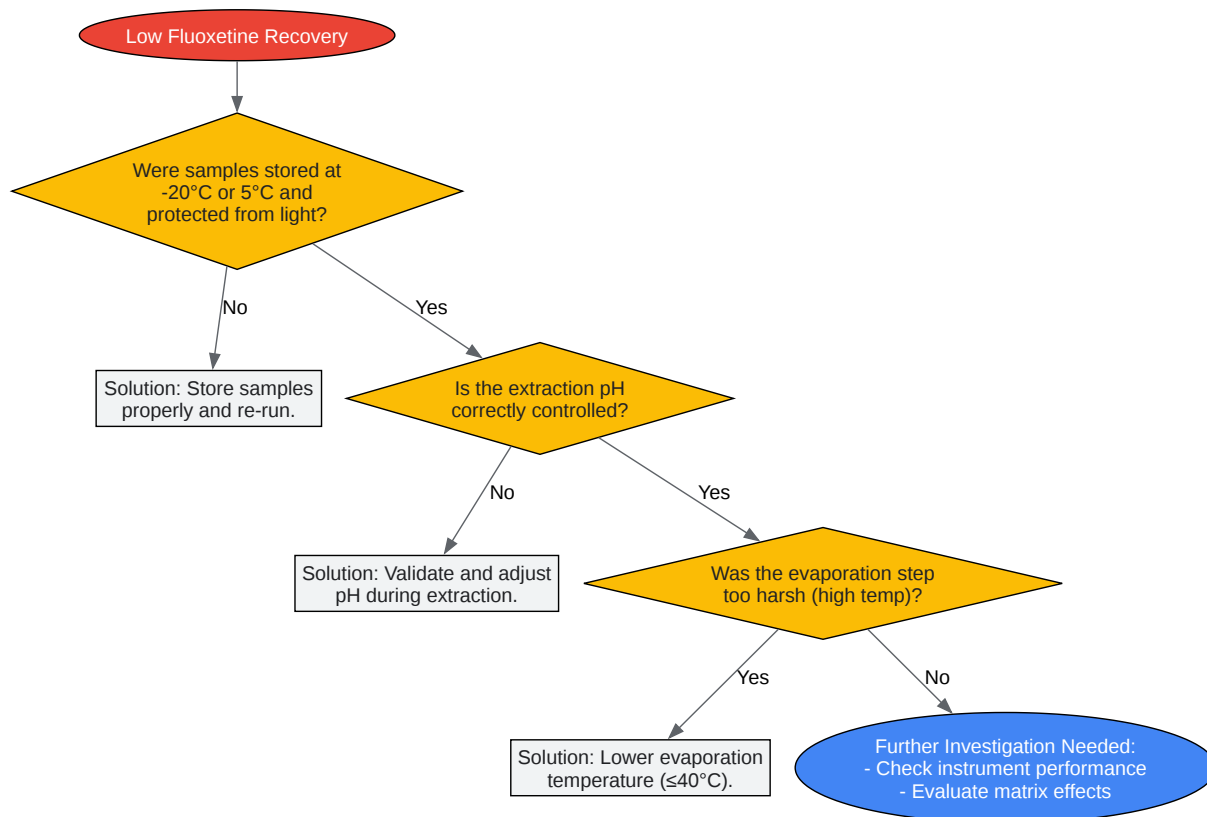 Low Fluoxetine Recovery
Were samples stored at
-20°C or 5°C and
protected from light?
No
Yes
Solution: Store samples
properly and re-run.
Is the extraction pH
correctly controlled?
No
Yes
Solution: Validate and adjust
pH during extraction.
Was the evaporation step
too harsh (high temp)?
Yes
No
Solution: Lower evaporation
temperature (≤40°C).
Further Investigation Needed:
- Check instrument performance
- Evaluate matrix effects